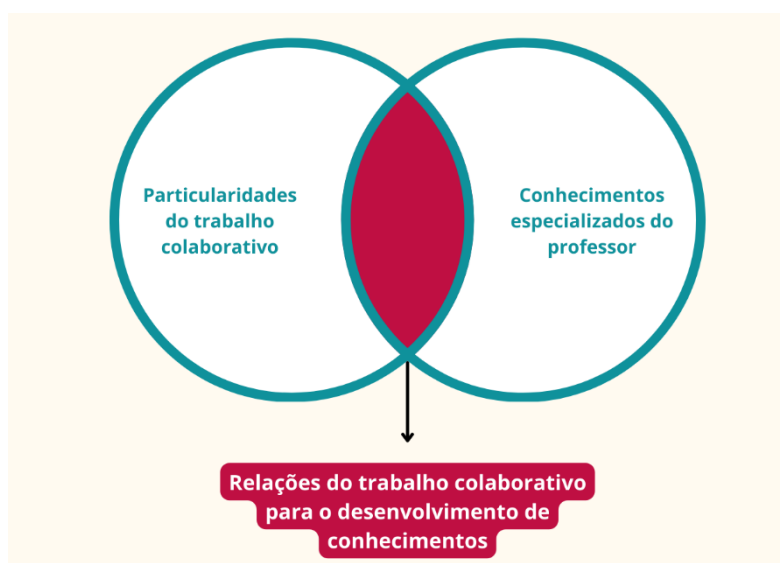 Particularidades
do trabalho
colaborativo
Conhecimentos
especializados do
professor
Relações do trabalho colaborativo
para o desenvolvimento de
conhecimentos